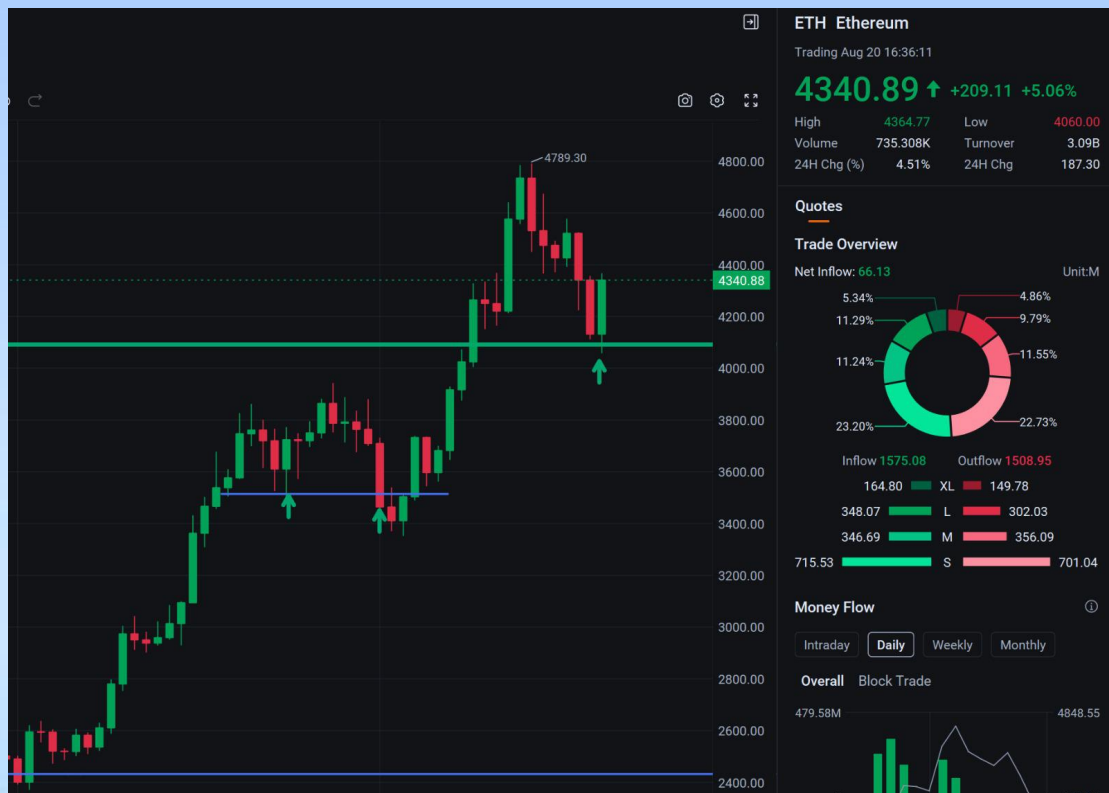 ETH Ethereum
Trading Aug 20 16:36:11
4340.89 +209.11 +5.06%
High 4364.77 Low 4060.00
Volume 735.308K Turnover 3.09B
24H Chg (%) 4.51% 24H Chg 187.30
4789.30
4800.00
4600.00
4400.00
4340.88
4200.00
4000.00
3800.00
3600.00
3400.00
3200.00
3000.00
2800.00
2600.00
2400.00
Quotes
Trade Overview
Net Inflow: 66.13 Unit:M
5.34% 4.86%
11.29% 9.79%
11.24% 11.55%
23.20% 22.73%
Inflow 1575.08 Outflow 1508.95
164.80 XL 149.78
348.07 L 302.03
346.69 M 356.09
715.53 S 701.04
Money Flow
Intraday Daily Weekly Monthly
Overall Block Trade
479.58M 4848.55